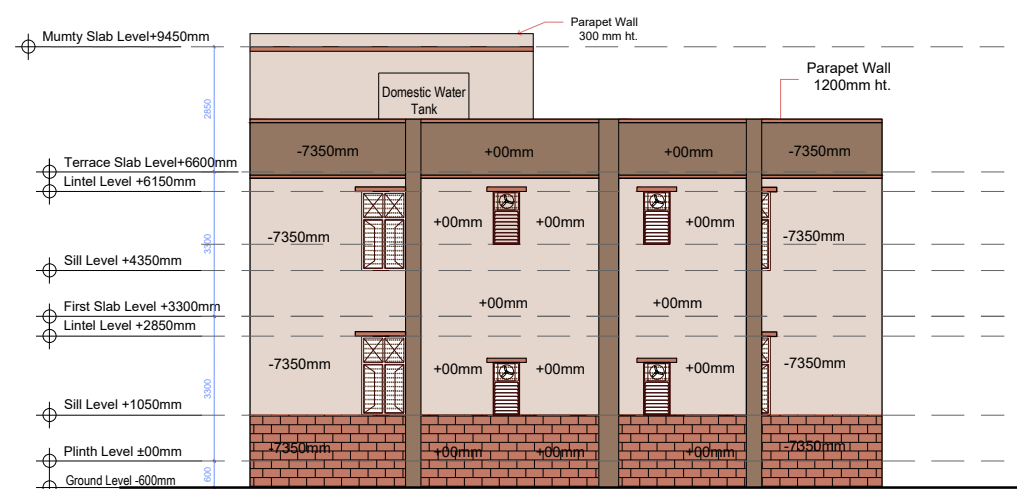 Parapet Wall
300 mm ht.
Mumty Slab Level+9450mm
Parapet Wall
1200mm ht.
Domestic Water
Tank
2850
-7350mm
+00mm
+00mm
-7350mm
Terrace Slab Level+6600mm
Lintel Level +6150mm
+00mm
+00mm
+00mm
-7350mm
-7350mm
3300
Sill Level +4350mm
First Slab Level +3300mm
+00mm
+00mm
Lintel Level +2850mm
-7350mm
+00mm
+00mm
+00mm
-7350mm
3300
Sill Level +1050mm
-7350mm
+00mm
+00mm
+00mm
-7350mm
Plinth Level ±00mm
600
Ground Level -600mm